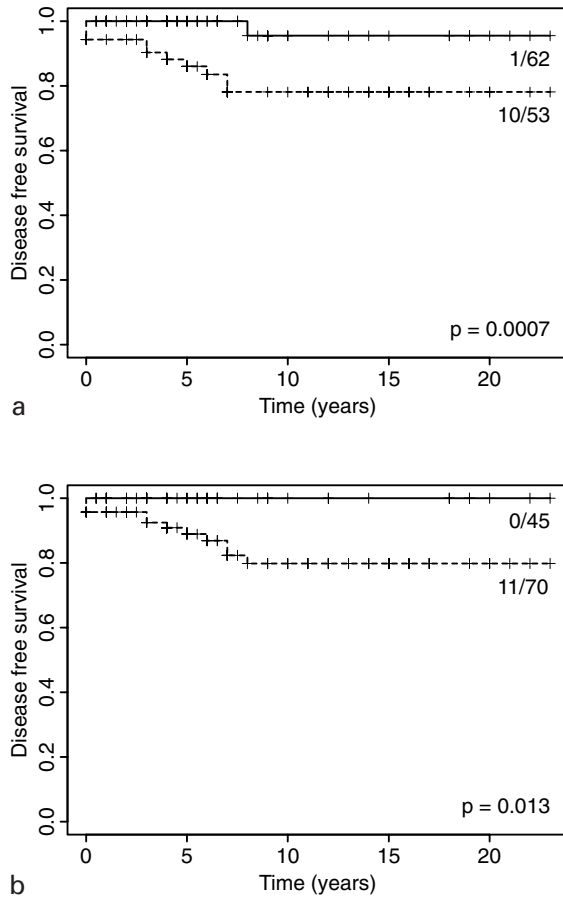 1.0
0.8
0.6
0.4
0.2
0.0
Disease free survival
1/62
10/53
p = 0.0007
0 5 10 15 20
Time (years)
a
1.0
0.8
0.6
0.4
0.2
0.0
Disease free survival
0/45
11/70
p = 0.013
0 5 10 15 20
Time (years)
b